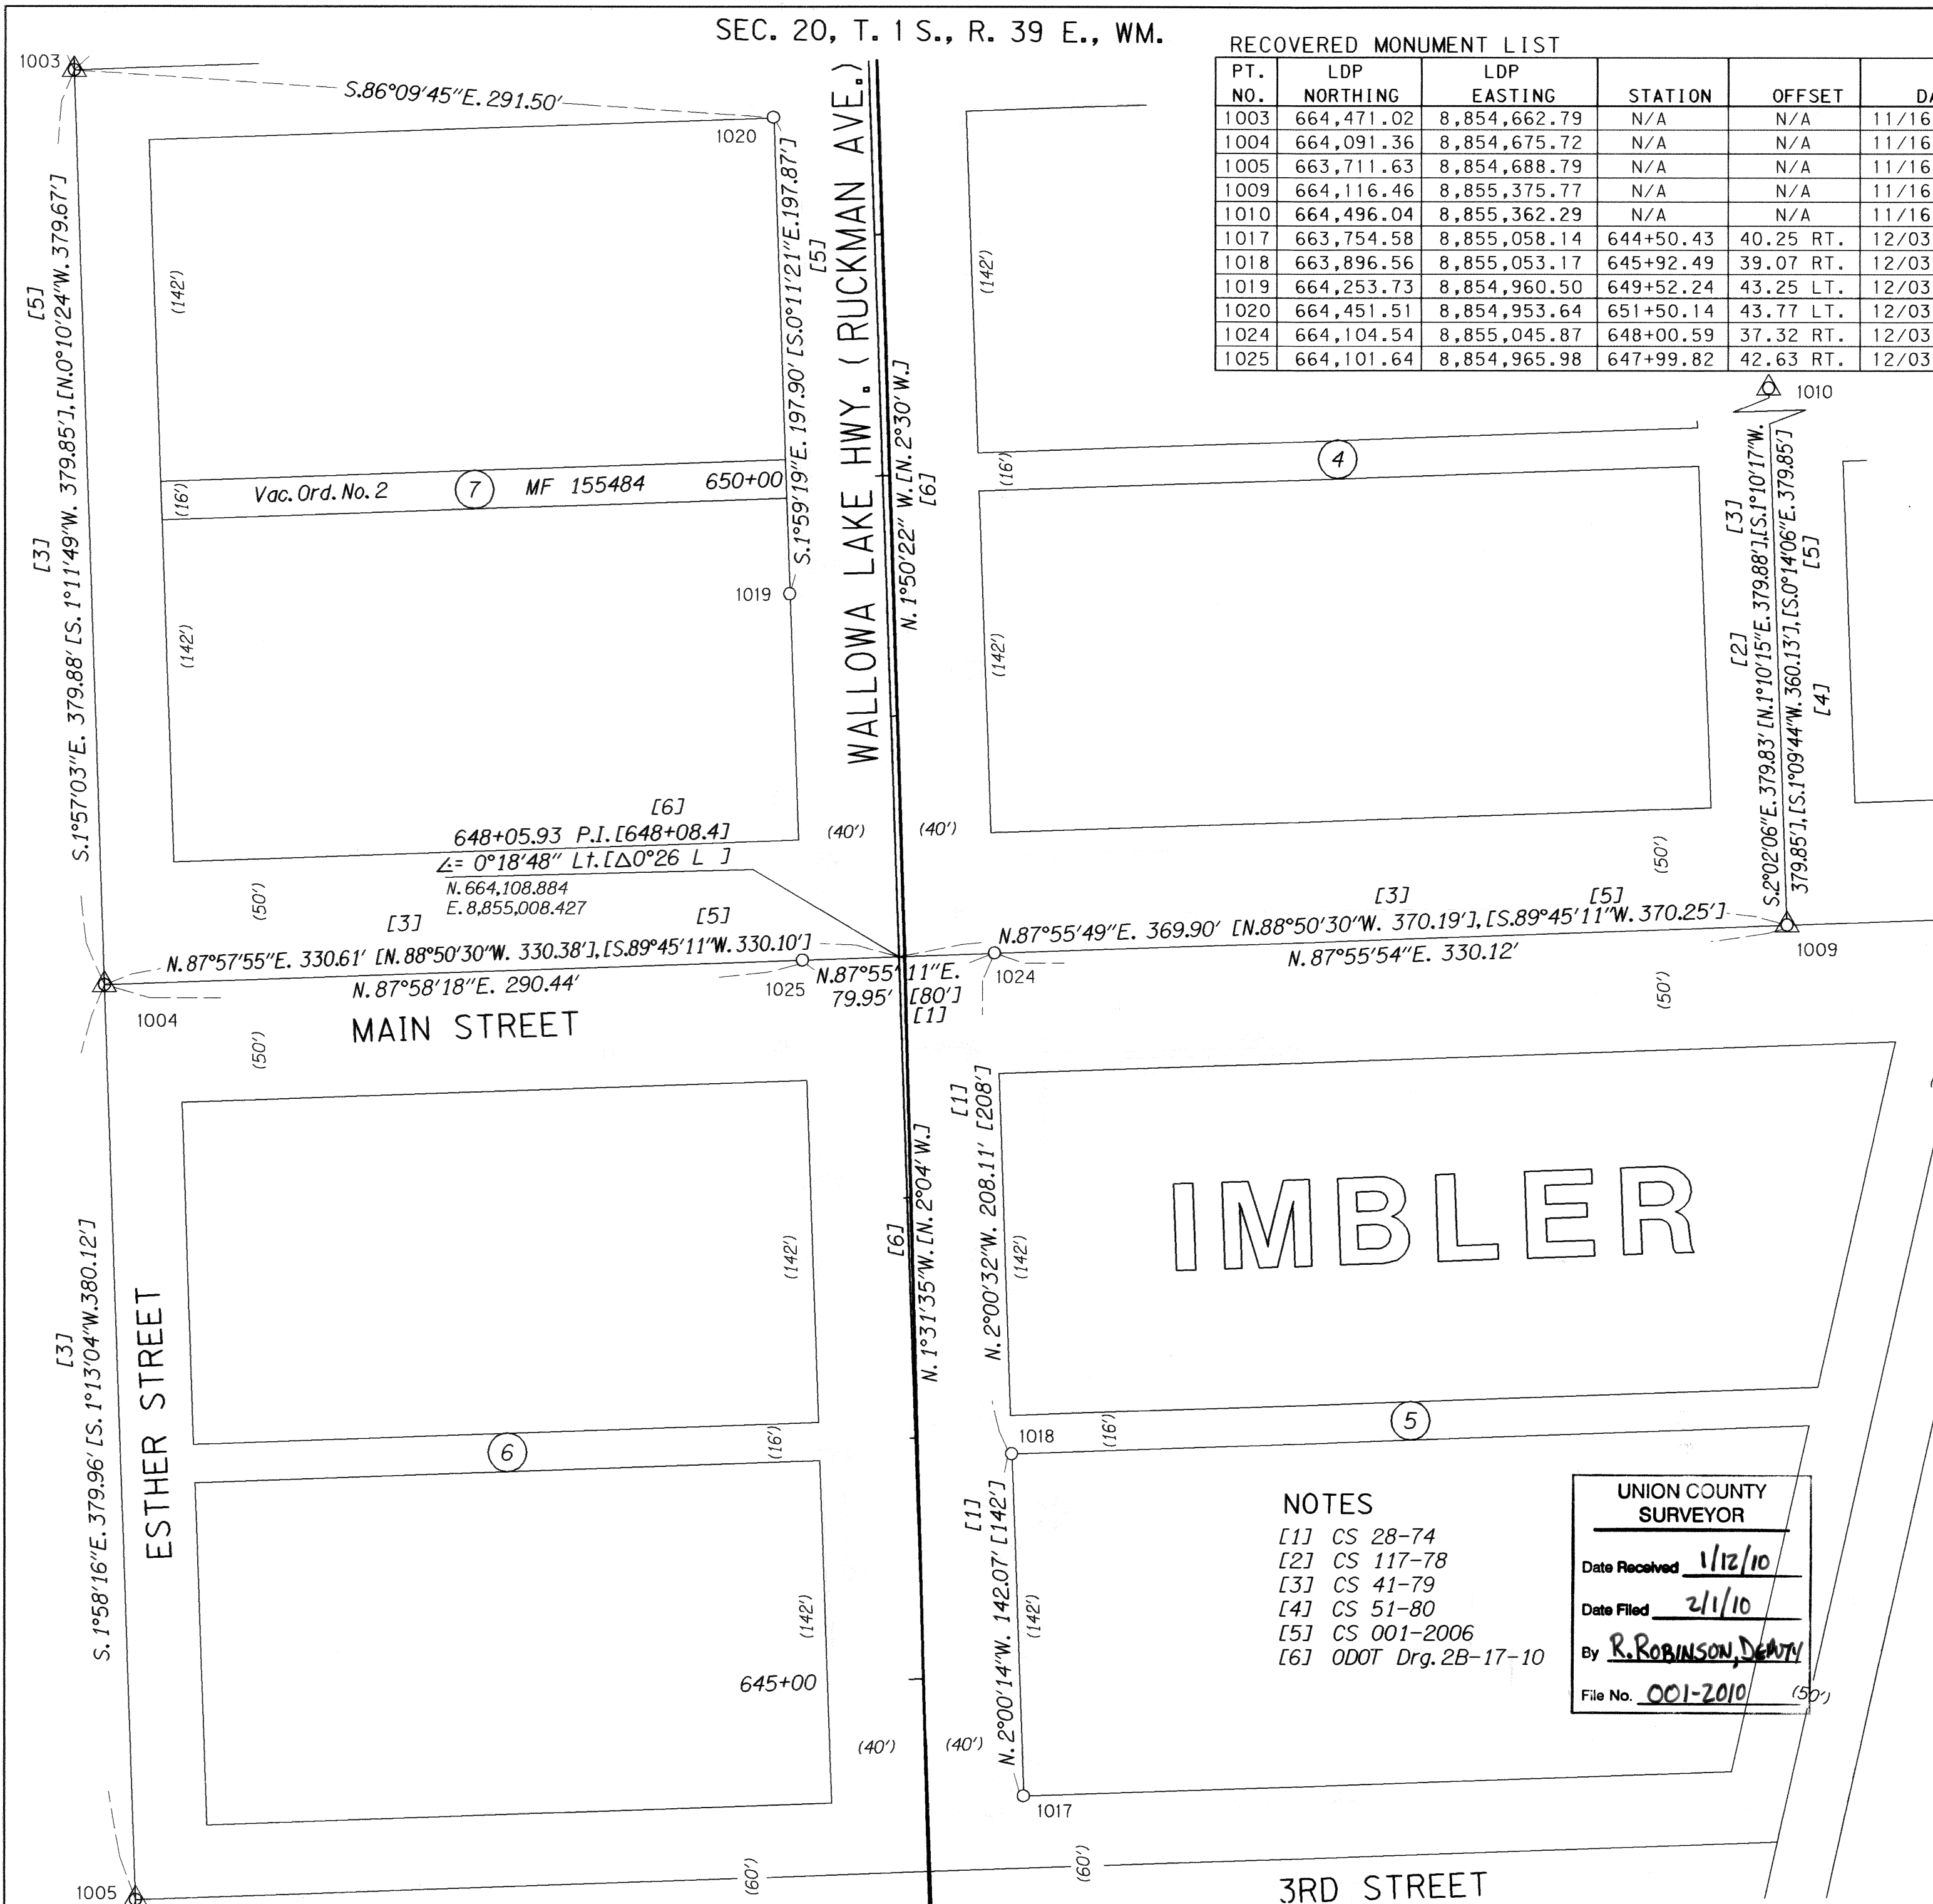 SEC. 20, T. 1 S., R. 39 E., WM.
RECOVERED MONUMENT LIST
PT. NO. LDP NORTHING LDP EASTING STATION OFFSET DA
1003 664,471.02 8,854,662.79 N/A N/A 11/16
1004 664,091.36 8,854,675.72 N/A N/A 11/16
1005 663,711.63 8,854,688.79 N/A N/A 11/16
1009 664,116.46 8,855,375.77 N/A N/A 11/16
1010 664,496.04 8,855,362.29 N/A N/A 11/16
1017 663,754.58 8,855,058.14 644+50.43 40.25 RT. 12/03
1018 663,896.56 8,855,053.17 645+92.49 39.07 RT. 12/03
1019 664,253.73 8,854,960.50 649+52.24 43.25 LT. 12/03
1020 664,451.51 8,854,953.64 651+50.14 43.77 LT. 12/03
1024 664,104.54 8,855,045.87 648+00.59 37.32 RT. 12/03
1025 664,101.64 8,854,965.98 647+99.82 42.63 RT. 12/03
1003
S.86°09'45"E. 291.50'
1020
1010
[5]
[3]
S.1°57'03"E. 379.88' [S. 1°11'49"W. 379.85'],[N.0°10'24"W. 379.67']
(142')
(16')
(142')
Vac. Ord. No. 2
7
MF 155484
650+00
S.1°59'19"E. 197.90' [S.0°11'21"E.197.87']
[5]
1019
WALLOWA LAKE HWY. (RUCKMAN AVE.)
N. 1°50'22" W. [N. 2°30' W.]
[6]
(142')
(16')
4
(142')
[2]
[3]
S.2°02'06"E. 379.83' [N.1°10'15"E. 379.88'],[S.1°10'17"W.
379.85'],[S.1°09'44"W. 360.13'],[S.0°14'06"E. 379.85']
[4]
[5]
[6]
648+05.93 P.I. [648+08.4]
∠= 0°18'48" Lt. [Δ0°26 L ]
N. 664,108.884
E. 8,855,008.427
(40')
(40')
(50')
(50')
[3]
[5]
N.87°57'55"E. 330.61' [N.88°50'30"W. 330.38'],[S.89°45'11"W. 330.10']
N.87°58'18"E. 290.44'
[3]
[5]
N.87°55'49"E. 369.90' [N.88°50'30"W. 370.19'],[S.89°45'11"W. 370.25']
N.87°55'54"E. 330.12'
1004
1025
N.87°55'11"E.
79.95' [80']
[1]
1024
1009
MAIN STREET
(50')
(50')
[3]
S. 1°58'16"E. 379.96' [S. 1°13'04"W.380.12']
ESTHER STREET
(142')
(16')
6
(142')
645+00
[6]
N. 1°31'35"W. [N. 2°04' W.]
[1]
N. 2°00'32"W. 208.11' [208']
(142')
IMBLER
1018
(16')
5
[1]
N. 2°00'14"W. 142.07' [142']
(142')
(40')
(40')
1017
NOTES
[1] CS 28-74
[2] CS 117-78
[3] CS 41-79
[4] CS 51-80
[5] CS 001-2006
[6] ODOT Drg. 2B-17-10
UNION COUNTY
SURVEYOR
Date Received 1/12/10
Date Filed 2/1/10
By R. ROBINSON, DEPUTY
File No. 001-2010
(50')
1005
(60')
(60')
3RD STREET